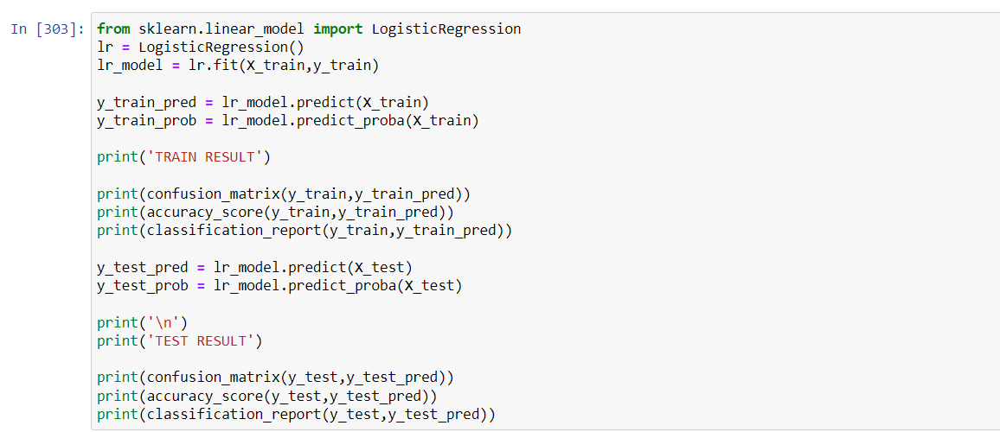 In [303]: from sklearn.linear_model import LogisticRegression
lr = LogisticRegression()
lr_model = lr.fit(X_train,y_train)
y_train_pred = lr_model.predict(X_train)
y_train_prob = lr_model.predict_proba(X_train)
print('TRAIN RESULT')
print(confusion_matrix(y_train,y_train_pred))
print(accuracy_score(y_train,y_train_pred))
print(classification_report(y_train,y_train_pred))
y_test_pred = lr_model.predict(X_test)
y_test_prob = lr_model.predict_proba(X_test)
print('\n')
print('TEST RESULT')
print(confusion_matrix(y_test,y_test_pred))
print(accuracy_score(y_test,y_test_pred))
print(classification_report(y_test,y_test_pred))